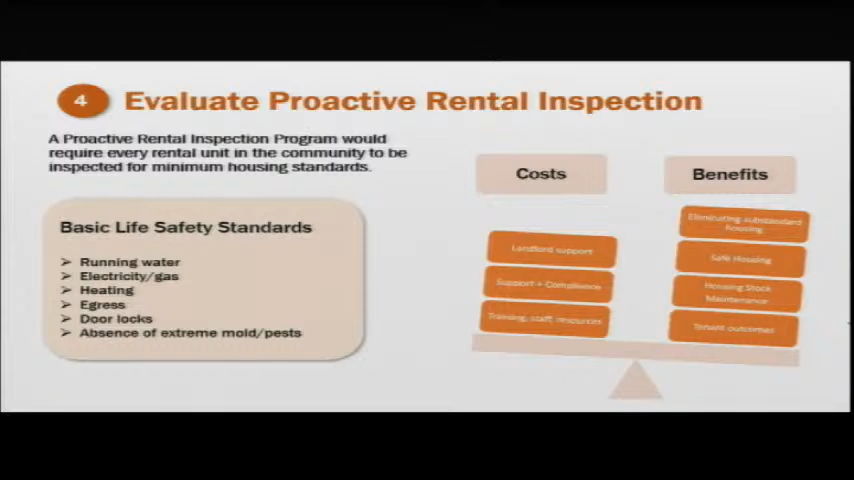 4
Evaluate Proactive Rental Inspection
A Proactive Rental Inspection Program would
require every rental unit in the community to be
inspected for minimum housing standards.
Basic Life Safety Standards
➢ Running water
➢ Electricity/gas
➢ Heating
➢ Egress
➢ Door locks
➢ Absence of extreme mold/pests
Costs
Landlord support
Support + Compliance
Training, staff, resources
Benefits
Eliminating substandard
housing
Safe Housing
Housing Stock
Maintenance
Tenant outcomes